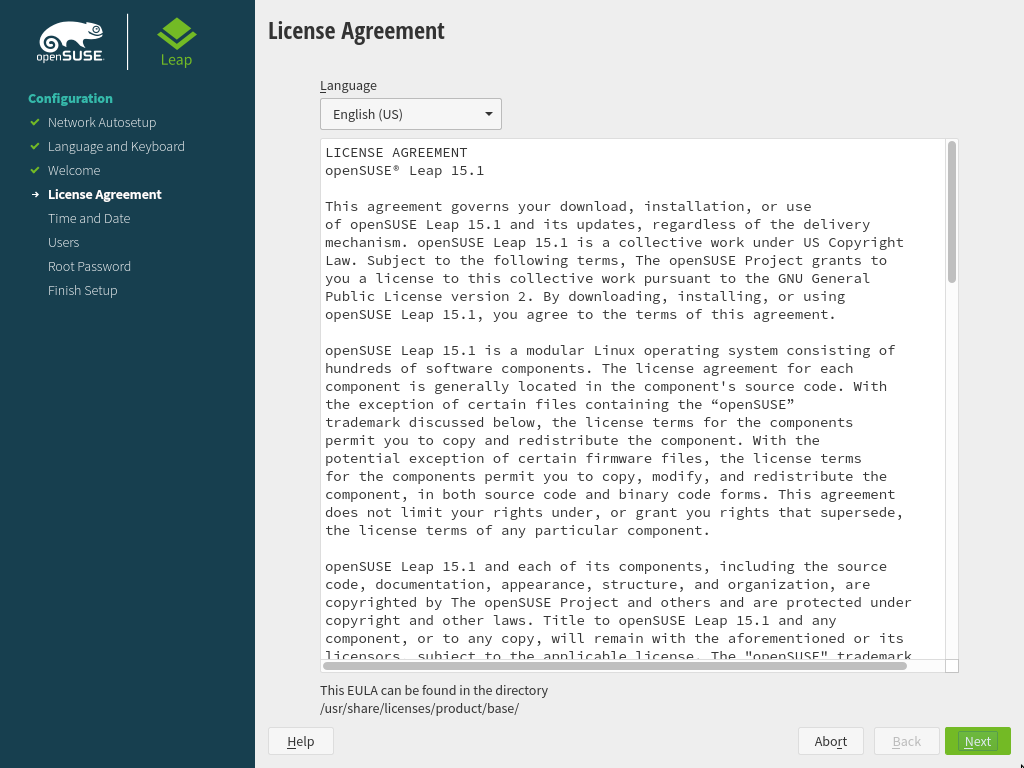 openSUSE
Leap
Configuration
Network Autosetup
Language and Keyboard
Welcome
License Agreement
Time and Date
Users
Root Password
Finish Setup
License Agreement
Language
English (US)
LICENSE AGREEMENT
openSUSE® Leap 15.1
This agreement governs your download, installation, or use
of openSUSE Leap 15.1 and its updates, regardless of the delivery
mechanism. openSUSE Leap 15.1 is a collective work under US Copyright
Law. Subject to the following terms, The openSUSE Project grants to
you a license to this collective work pursuant to the GNU General
Public License version 2. By downloading, installing, or using
openSUSE Leap 15.1, you agree to the terms of this agreement.
openSUSE Leap 15.1 is a modular Linux operating system consisting of
hundreds of software components. The license agreement for each
component is generally located in the component's source code. With
the exception of certain files containing the “openSUSE”
trademark discussed below, the license terms for the components
permit you to copy and redistribute the component. With the
potential exception of certain firmware files, the license terms
for the components permit you to copy, modify, and redistribute the
component, in both source code and binary code forms. This agreement
does not limit your rights under, or grant you rights that supersede,
the license terms of any particular component.
openSUSE Leap 15.1 and each of its components, including the source
code, documentation, appearance, structure, and organization, are
copyrighted by The openSUSE Project and others and are protected under
copyright and other laws. Title to openSUSE Leap 15.1 and any
component, or to any copy, will remain with the aforementioned or its
licensors, subject to the applicable license. The "openSUSE" trademark
This EULA can be found in the directory
/usr/share/licenses/product/base/
Help
Abort
Back
Next